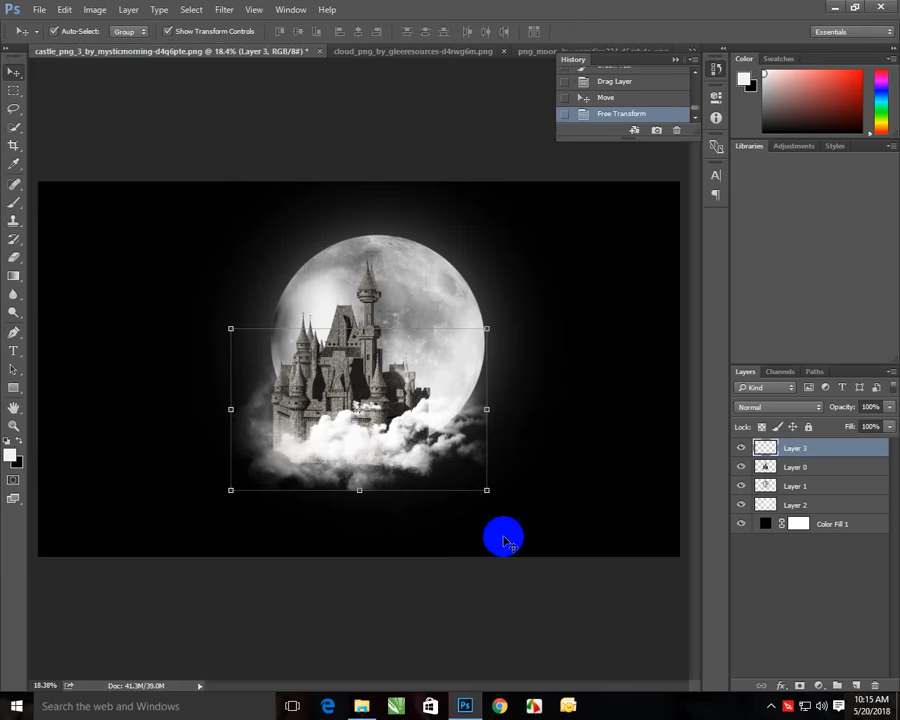 Ps File Edit Image Layer Type Select Filter View Window Help
Auto-Select: Group Show Transform Controls Essentials
castle_png_3_by_mysticmorning-d4q6pte.png @ 18.4% (Layer 3, RGB/8#) * × cloud_png_by_gleeresources-d4rwg6m.png ×
History
Drag Layer
Move
Free Transform
Color Swatches
Libraries Adjustments Styles
Layers Channels Paths
Kind
Normal Opacity: 100%
Lock: Fill: 100%
Layer 3
Layer 0
Layer 1
Layer 2
Color Fill 1
18.38% Doc: 41.3M/39.0M
Search the web and Windows
10:15 AM
5/20/2018